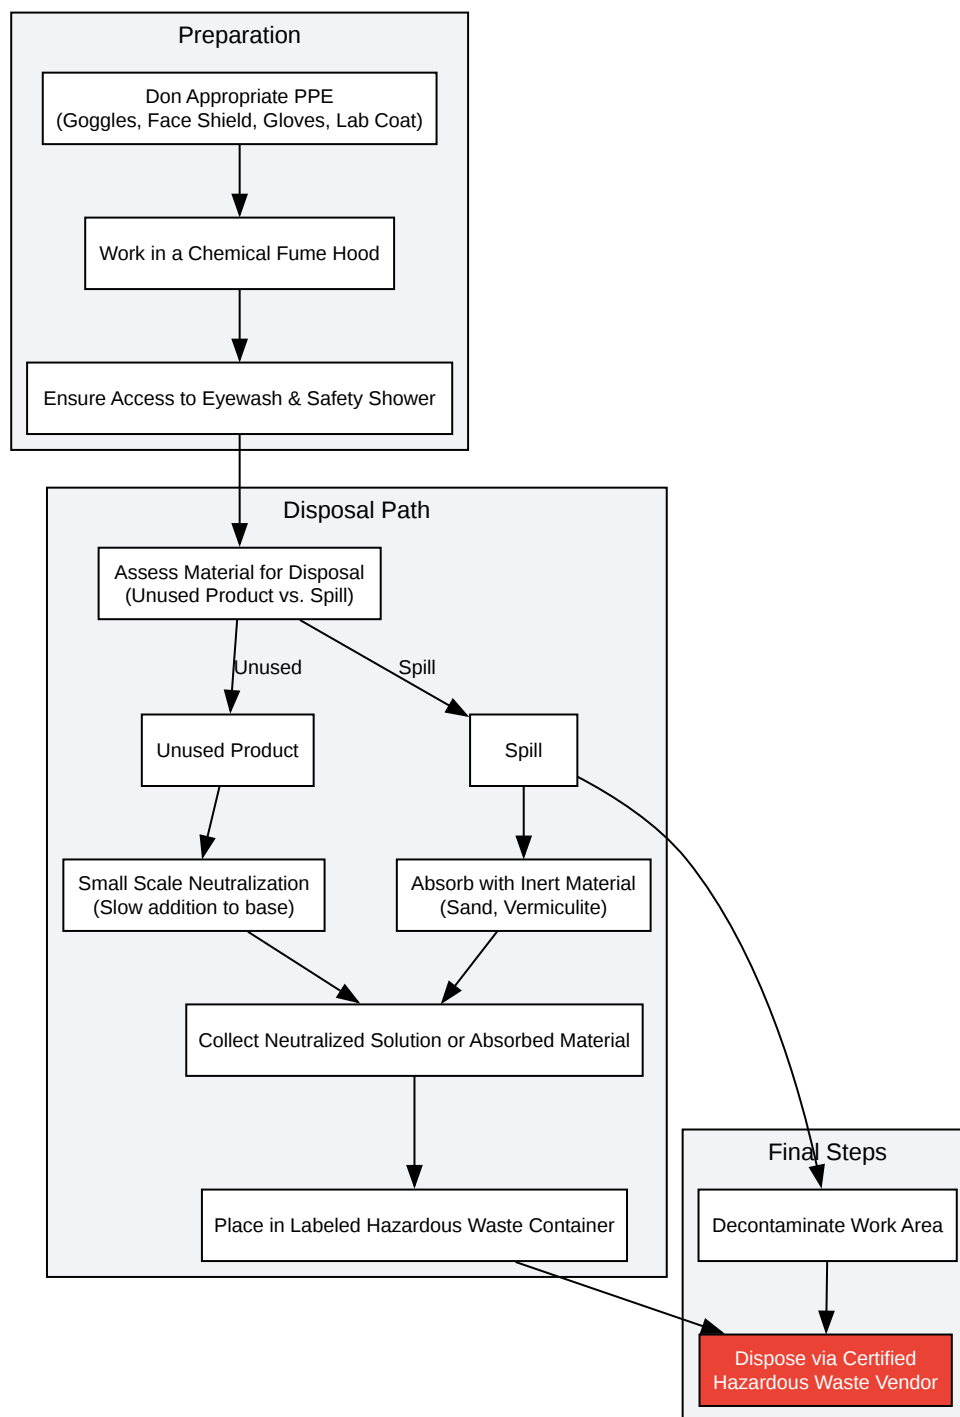 Preparation
Don Appropriate PPE
(Goggles, Face Shield, Gloves, Lab Coat)
Work in a Chemical Fume Hood
Ensure Access to Eyewash & Safety Shower
Disposal Path
Assess Material for Disposal
(Unused Product vs. Spill)
Unused
Spill
Unused Product
Spill
Small Scale Neutralization
(Slow addition to base)
Absorb with Inert Material
(Sand, Vermiculite)
Collect Neutralized Solution or Absorbed Material
Place in Labeled Hazardous Waste Container
Final Steps
Decontaminate Work Area
Dispose via Certified
Hazardous Waste Vendor